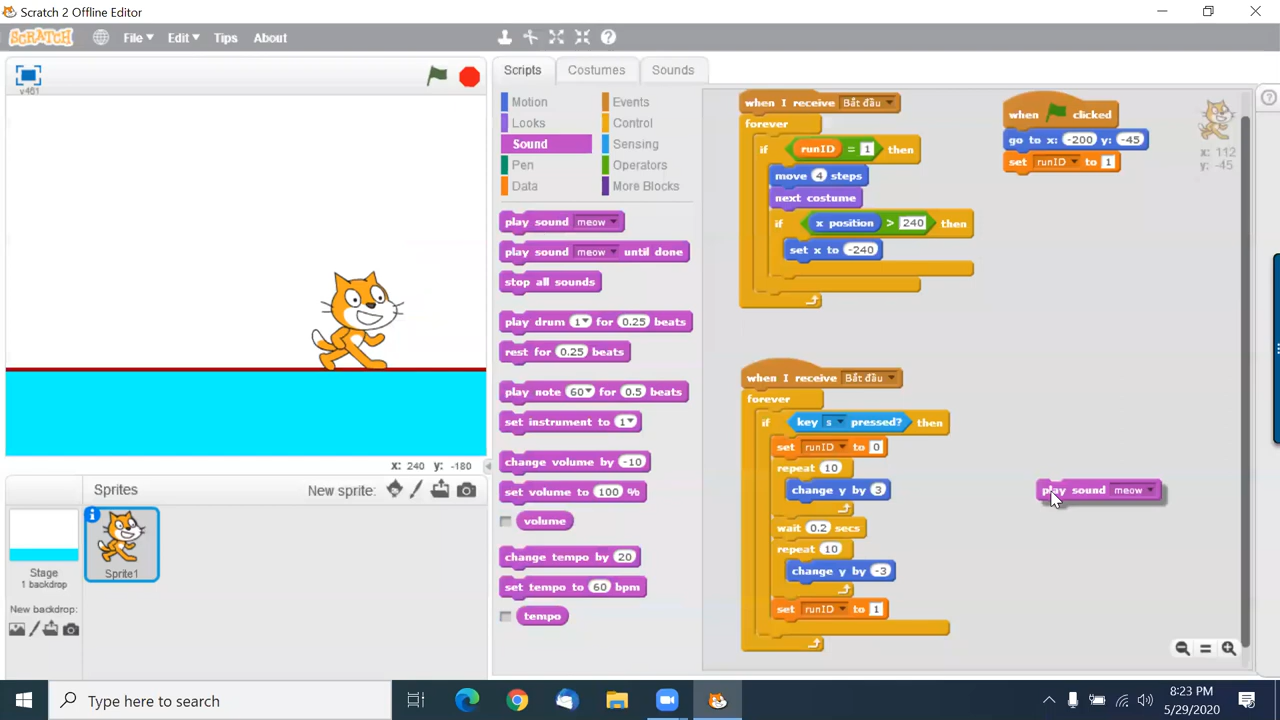 Scratch 2 Offline Editor
SCRATCH File Edit Tips About
v461
Scripts Costumes Sounds
Motion Events
Looks Control
Sound Sensing
Pen Operators
Data More Blocks
play sound meow
play sound meow until done
stop all sounds
play drum 1 for 0.25 beats
rest for 0.25 beats
play note 60 for 0.5 beats
set instrument to 1
change volume by -10
set volume to 100 %
volume
change tempo by 20
set tempo to 60 bpm
tempo
when I receive Bắt đầu
forever
if runID = 1 then
move 4 steps
next costume
if x position > 240 then
set x to -240
when I receive Bắt đầu
forever
if key s pressed? then
set runID to 0
repeat 10
change y by 3
wait 0.2 secs
repeat 10
change y by -3
set runID to 1
when clicked
go to x: -200 y: -45
set runID to 1
play sound meow
x: 112
y: -45
x: 240 y: -180
Sprites New sprite:
Stage
1 backdrop
New backdrop:
Sprite1
Type here to search
8:23 PM
5/29/2020